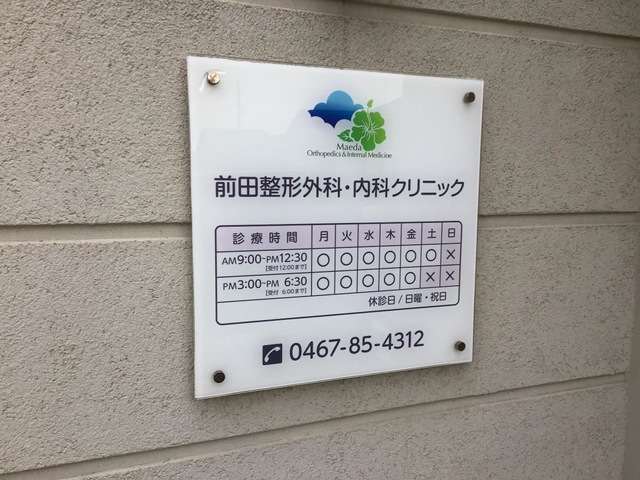 Maeda
Orthopedics & Internal Medicine
前田整形外科・内科クリニック
診療時間 月 火 水 木 金 土 日
AM9:00~PM12:30 ○ ○ ○ ○ ○ ○ ×
[受付12:00まで]
PM3:00~PM 6:30 ○ ○ ○ ○ ○ × ×
[受付 6:00まで]
休診日/日曜・祝日
0467-85-4312